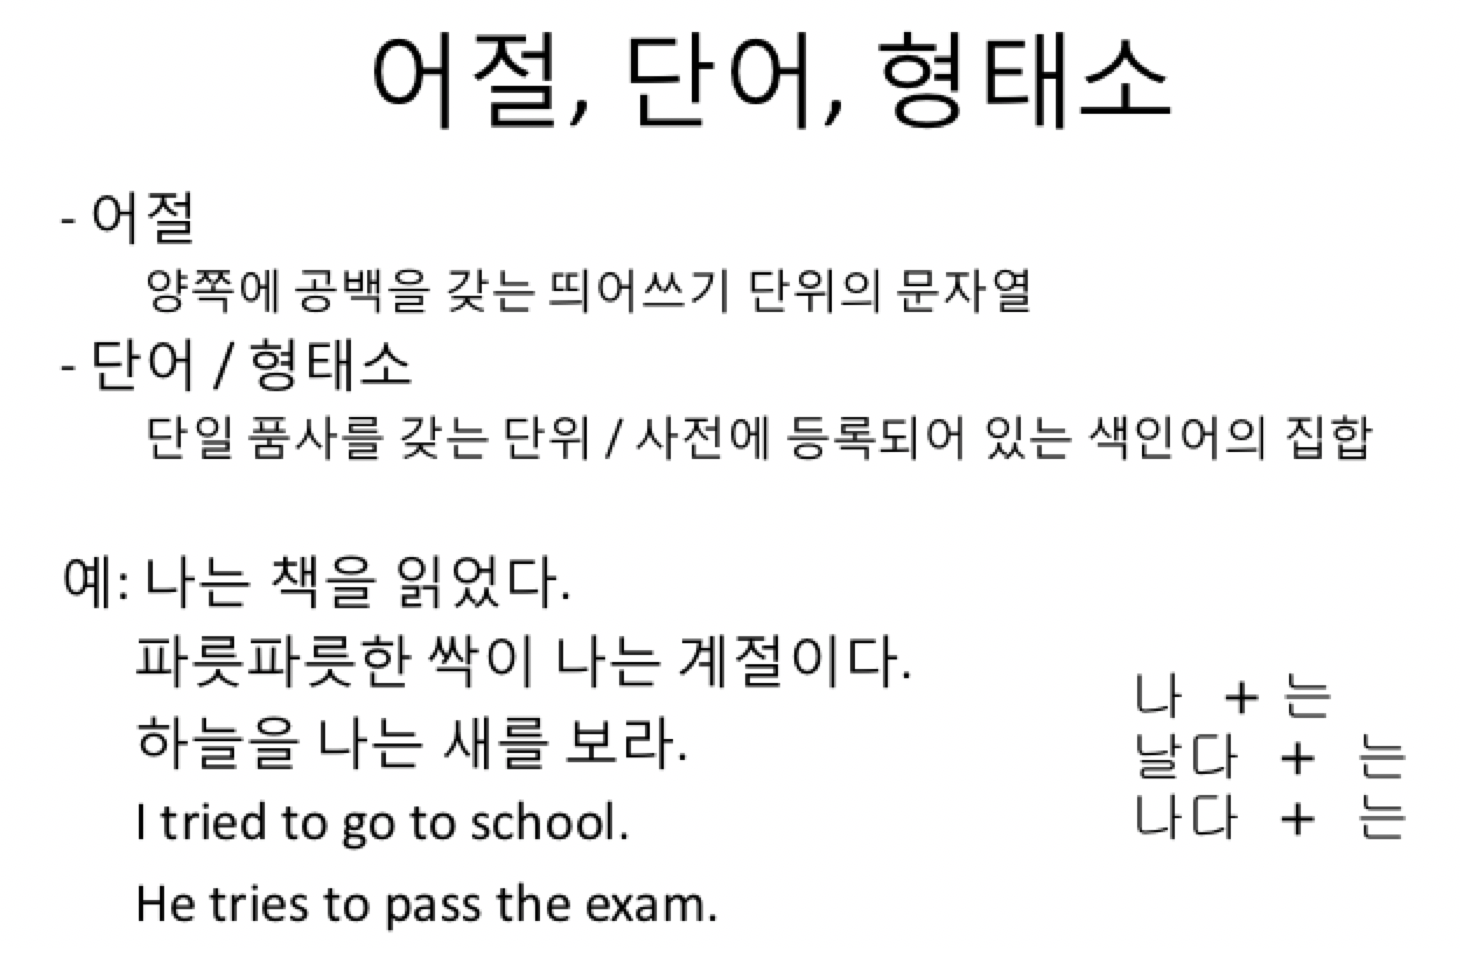 어절, 단어, 형태소
- 어절
양쪽에 공백을 갖는 띄어쓰기 단위의 문자열
- 단어 / 형태소
단일 품사를 갖는 단위 / 사전에 등록되어 있는 색인어의 집합
예: 나는 책을 읽었다.
파릇파릇한 싹이 나는 계절이다.
하늘을 나는 새를 보라.
I tried to go to school.
He tries to pass the exam.
나 + 는
날다 + 는
나다 + 는